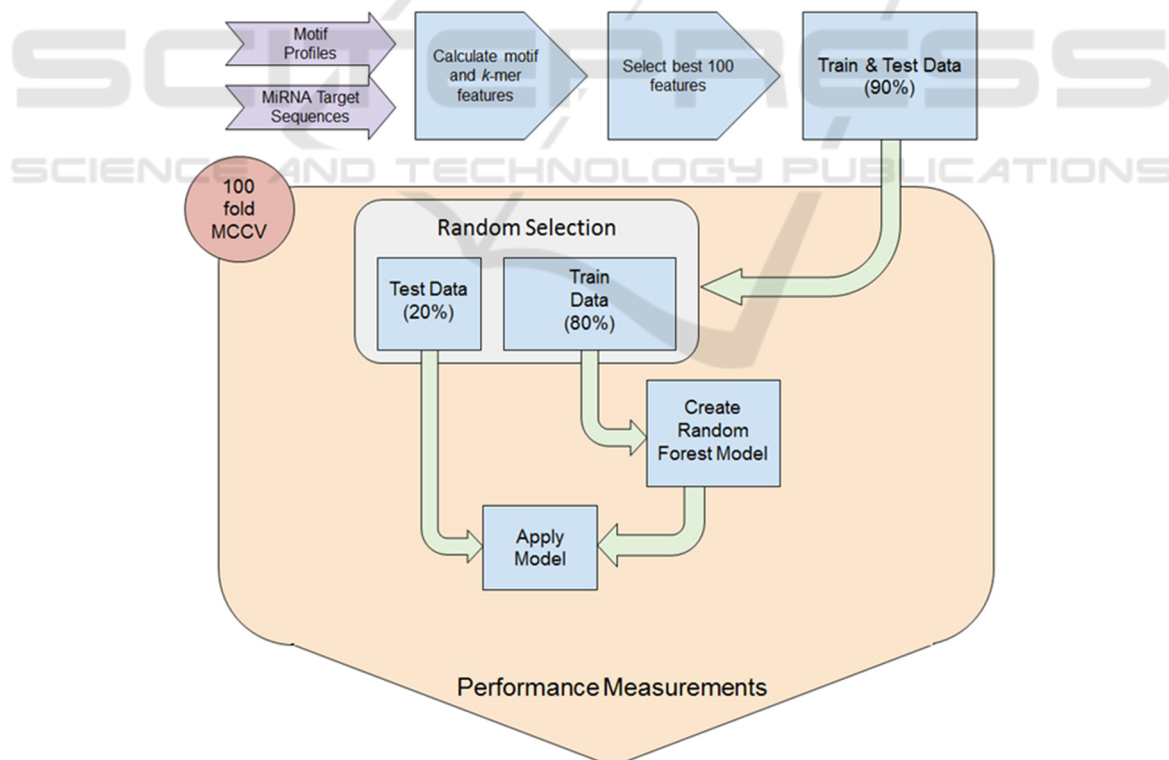 SCITEPRESS
SCIENCE AND TECHNOLOGY PUBLICATIONS
Motif
Profiles
MiRNA Target
Sequences
Calculate motif
and k-mer
features
Select best 100
features
Train & Test Data
(90%)
100
fold
MCCV
Random Selection
Test Data
(20%)
Train
Data
(80%)
Create
Random
Forest Model
Apply
Model
Performance Measurements